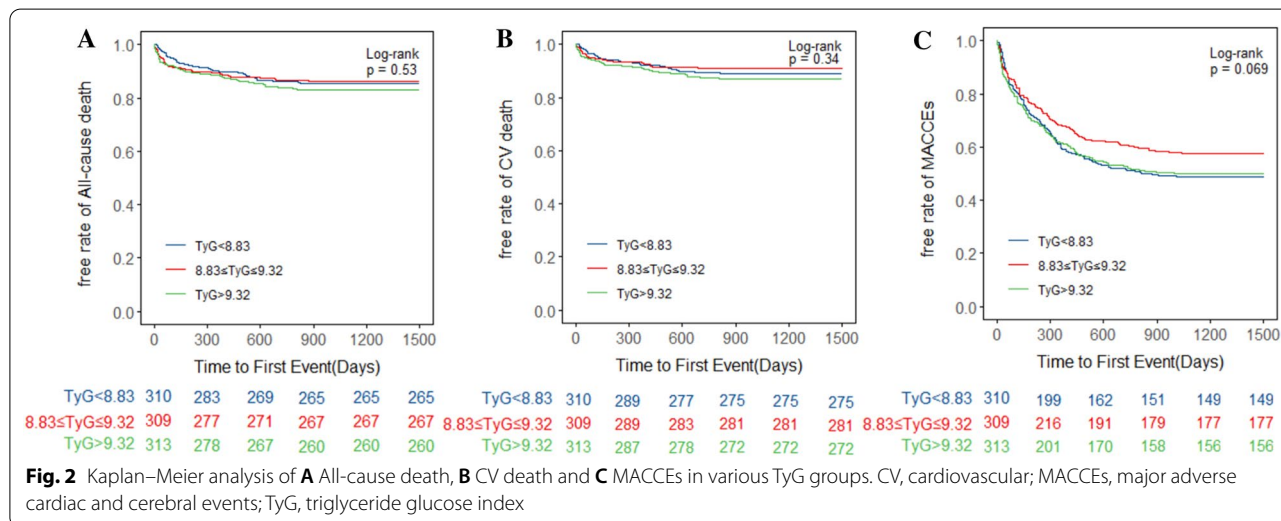 A
free rate of All-cause death
1.0
0.8
0.6
0.4
0.2
0.0
Log-rank
p = 0.53
TyG<8.83
8.83≤TyG≤9.32
TyG>9.32
0 300 600 900 1200 1500
Time to First Event(Days)
TyG<8.83 310 283 269 265 265 265
8.83≤TyG≤9.32 309 277 271 267 267 267
TyG>9.32 313 278 267 260 260 260
B
free rate of CV death
1.0
0.8
0.6
0.4
0.2
0.0
Log-rank
p = 0.34
TyG<8.83
8.83≤TyG≤9.32
TyG>9.32
0 300 600 900 1200 1500
Time to First Event(Days)
TyG<8.83 310 289 277 275 275 275
8.83≤TyG≤9.32 309 289 283 281 281 281
TyG>9.32 313 287 278 272 272 272
C
free rate of MACCEs
1.0
0.8
0.6
0.4
0.2
0.0
Log-rank
p = 0.069
TyG<8.83
8.83≤TyG≤9.32
TyG>9.32
0 300 600 900 1200 1500
Time to First Event(Days)
TyG<8.83 310 199 162 151 149 149
8.83≤TyG≤9.32 309 216 191 179 177 177
TyG>9.32 313 201 170 158 156 156
Fig. 2 Kaplan–Meier analysis of A All-cause death, B CV death and C MACCEs in various TyG groups. CV, cardiovascular; MACCEs, major adverse
cardiac and cerebral events; TyG, triglyceride glucose index